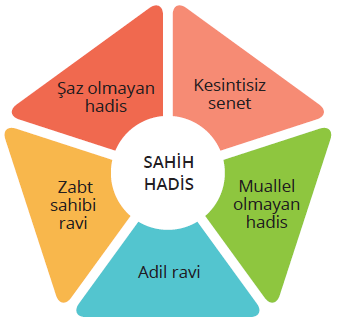 Şaz olmayan
hadis
Kesintisiz
senet
SAHİH
HADİS
Zabt
sahibi
ravi
Muallel
olmayan
hadis
Adil ravi